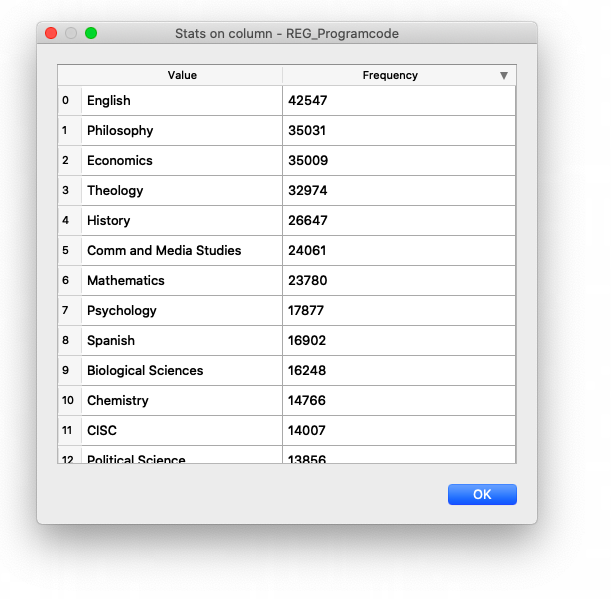 Stats on column - REG_Programcode
Value Frequency ▼
0 English 42547
1 Philosophy 35031
2 Economics 35009
3 Theology 32974
4 History 26647
5 Comm and Media Studies 24061
6 Mathematics 23780
7 Psychology 17877
8 Spanish 16902
9 Biological Sciences 16248
10 Chemistry 14766
11 CISC 14007
12 Political Science 13856
OK